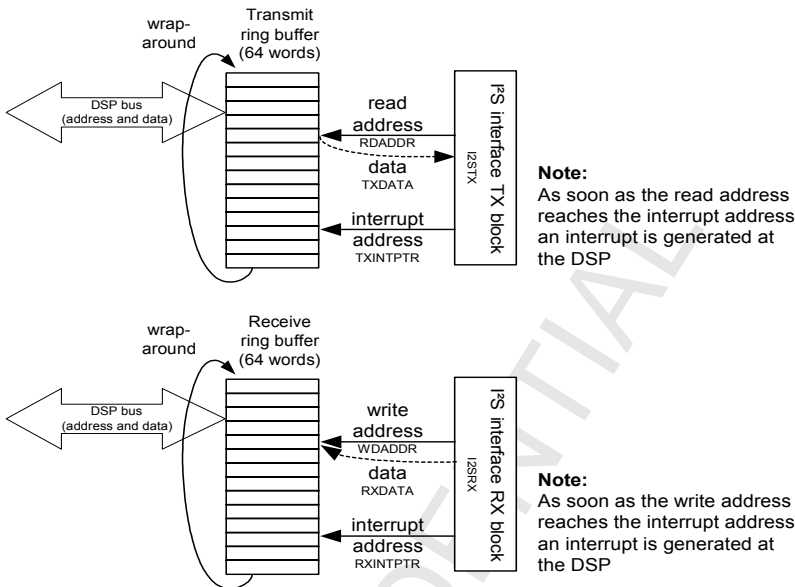 wrap-
around
Transmit
ring buffer
(64 words)
DSP bus
(address and data)
read
address
RDADDR
data
TXDATA
interrupt
address
TXINTPTR
I²S interface TX block
I2STX
Note:
As soon as the read address
reaches the interrupt address
an interrupt is generated at
the DSP
wrap-
around
Receive
ring buffer
(64 words)
DSP bus
(address and data)
write
address
WDADDR
data
RXDATA
interrupt
address
RXINTPTR
I²S interface RX block
I2SRX
Note:
As soon as the write address
reaches the interrupt address
an interrupt is generated at
the DSP